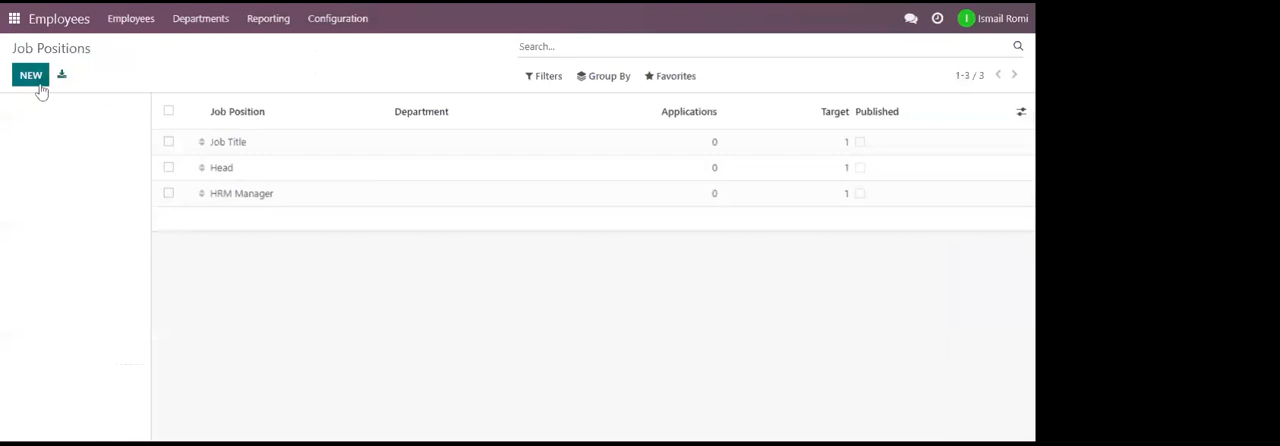 Employees Employees Departments Reporting Configuration I Ismail Romi
Job Positions Search...
NEW Filters Group By Favorites 1-3 / 3
Job Position Department Applications Target Published
Job Title 0 1
Head 0 1
HRM Manager 0 1